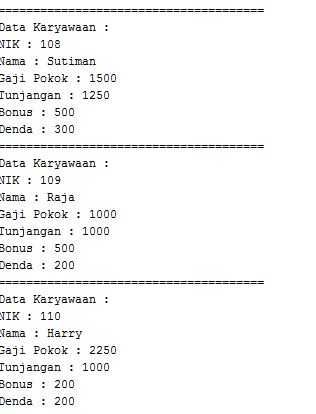 ======================================
Data Karyawaan :
NIK : 108
Nama : Sutiman
Gaji Pokok : 1500
Tunjangan : 1250
Bonus : 500
Denda : 300
======================================
Data Karyawaan :
NIK : 109
Nama : Raja
Gaji Pokok : 1000
Tunjangan : 1000
Bonus : 500
Denda : 200
======================================
Data Karyawaan :
NIK : 110
Nama : Harry
Gaji Pokok : 2250
Tunjangan : 1000
Bonus : 200
Denda : 200